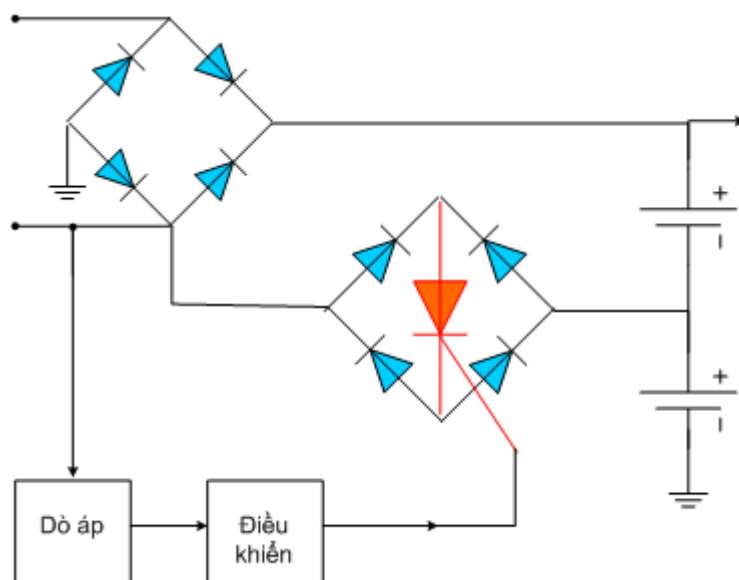 +
–
+
–
Dò áp
Điều
khiển